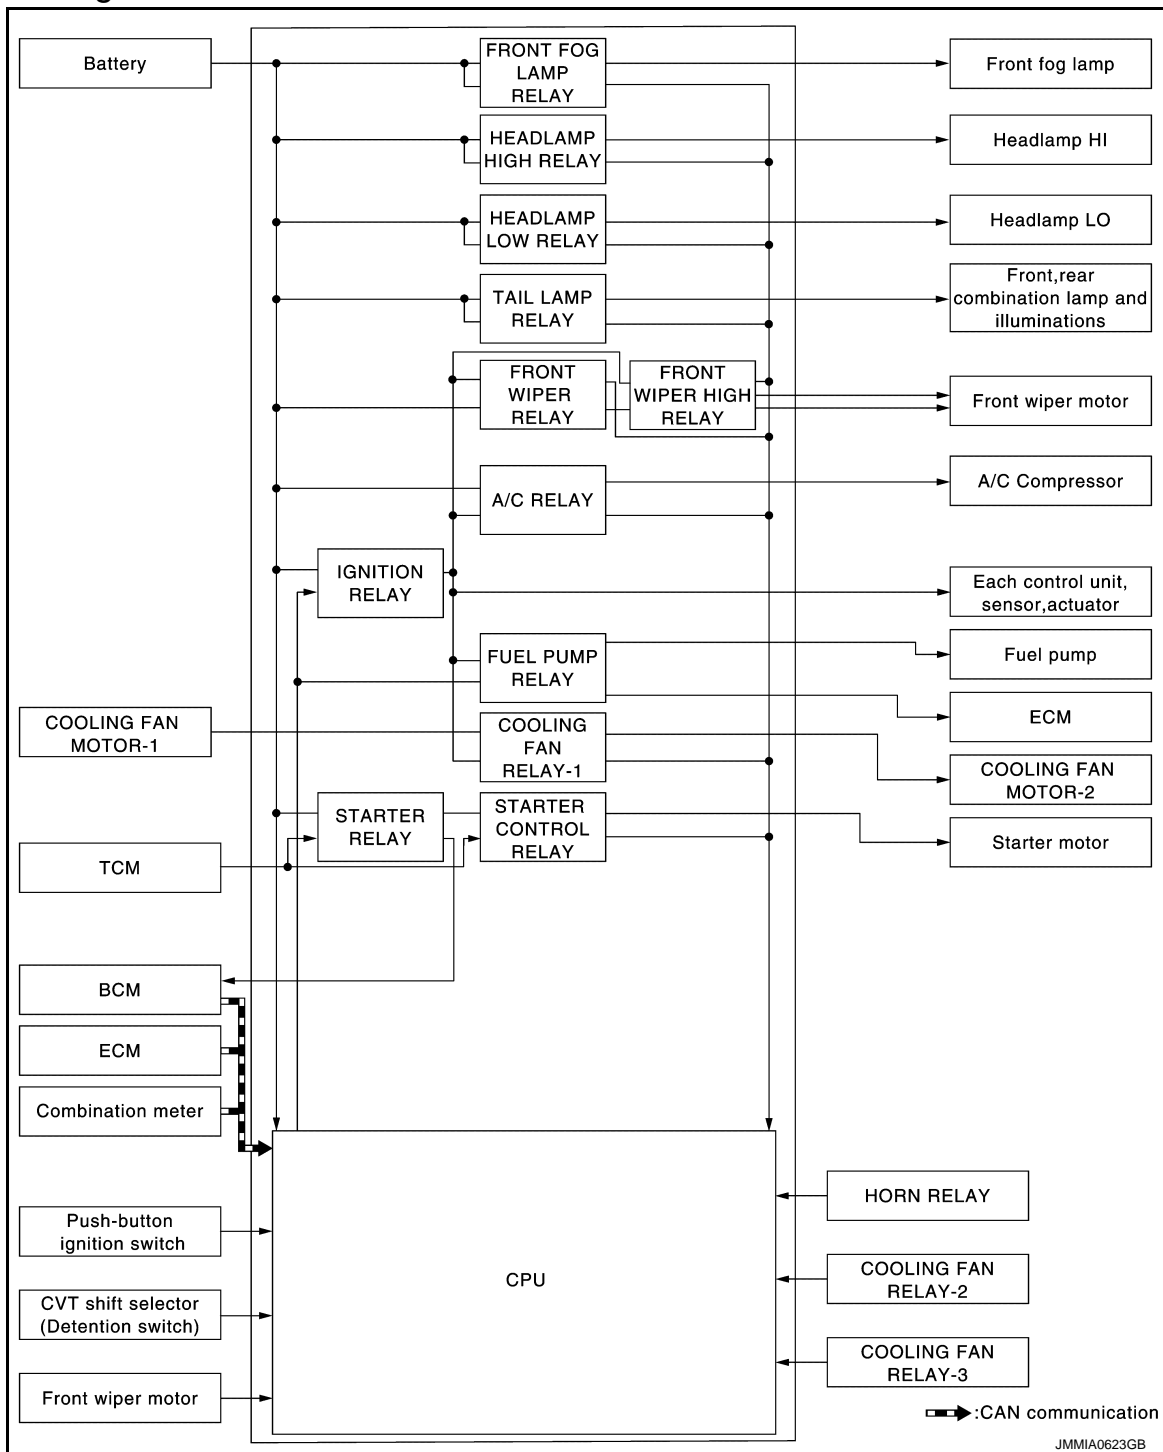 Battery
FRONT FOG
LAMP
RELAY
Front fog lamp
HEADLAMP
HIGH RELAY
Headlamp HI
HEADLAMP
LOW RELAY
Headlamp LO
TAIL LAMP
RELAY
Front,rear
combination lamp and
illuminations
FRONT
WIPER
RELAY
FRONT
WIPER HIGH
RELAY
Front wiper motor
A/C RELAY
A/C Compressor
IGNITION
RELAY
Each control unit,
sensor,actuator
FUEL PUMP
RELAY
Fuel pump
ECM
COOLING FAN
MOTOR-1
COOLING
FAN
RELAY-1
COOLING FAN
MOTOR-2
STARTER
RELAY
STARTER
CONTROL
RELAY
Starter motor
TCM
BCM
ECM
Combination meter
Push-button
ignition switch
CVT shift selector
(Detention switch)
Front wiper motor
CPU
HORN RELAY
COOLING FAN
RELAY-2
COOLING FAN
RELAY-3
:CAN communication
JMMIA0623GB